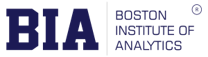 BIA
BOSTON
INSTITUTE OF
ANALYTICS
®